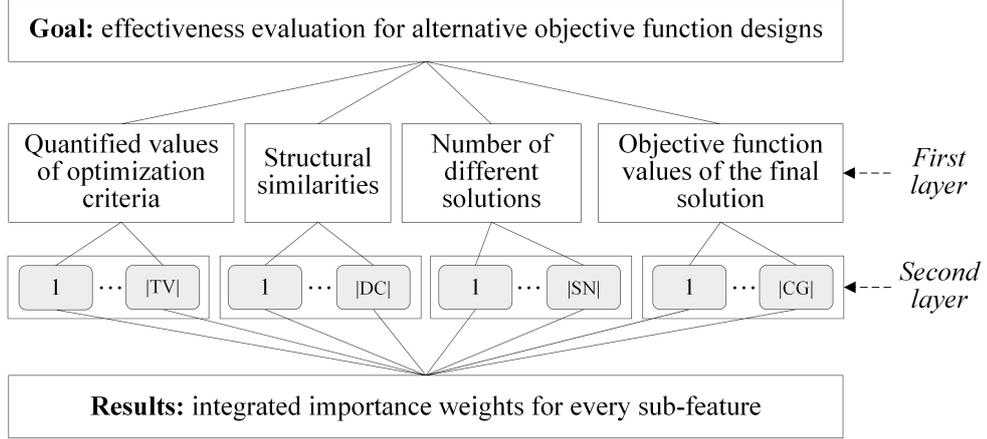 Goal: effectiveness evaluation for alternative objective function designs
Quantified values
of optimization
criteria
Structural
similarities
Number of
different
solutions
Objective function
values of the final
solution
First
layer
1 ··· |TV|
1 ··· |DC|
1 ··· |SN|
1 ··· |CG|
Second
layer
Results: integrated importance weights for every sub-feature